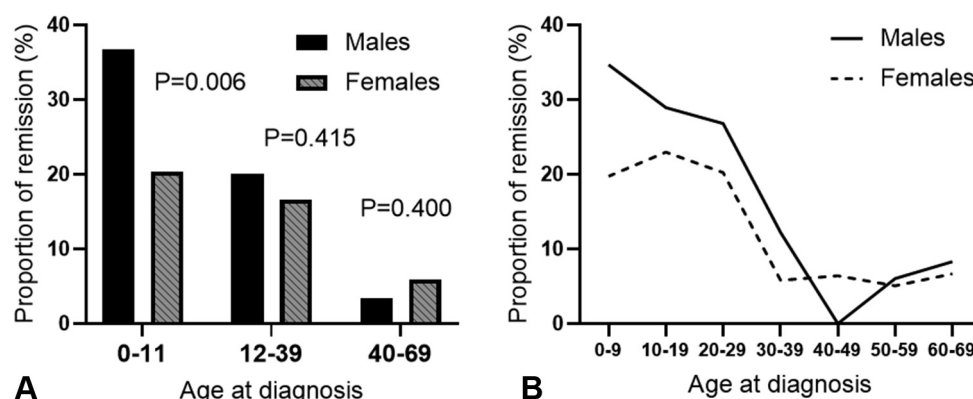 Proportion of remission (%)
40
30
20
10
0
Males
Females
P=0.006
P=0.415
P=0.400
0-11
12-39
40-69
Age at diagnosis
A
Proportion of remission (%)
40
30
20
10
0
Males
Females
0-9
10-19
20-29
30-39
40-49
50-59
60-69
Age at diagnosis
B